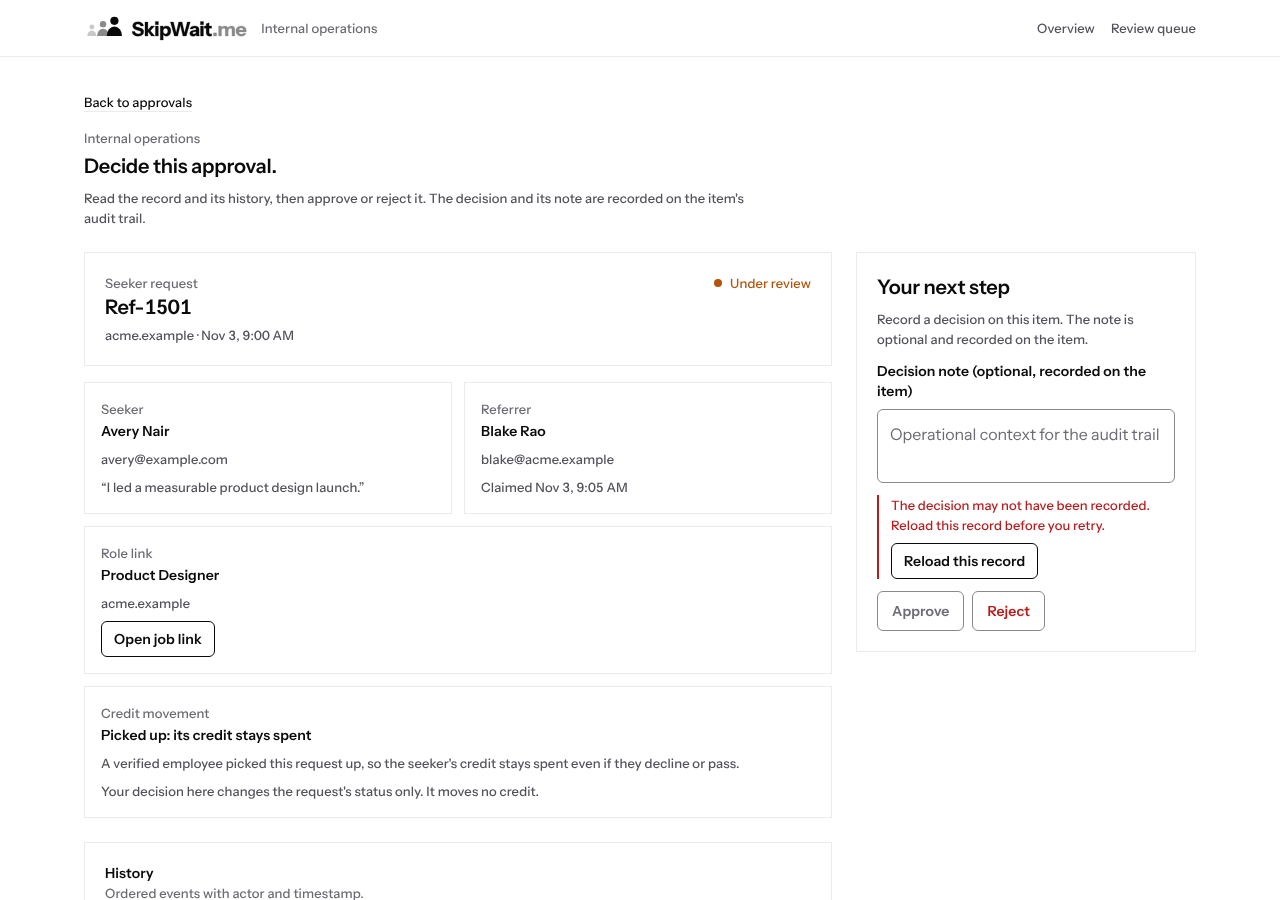 SkipWait.me
Internal operations
Overview
Review queue
Back to approvals
Internal operations
Decide this approval.
Read the record and its history, then approve or reject it. The decision and its note are recorded on the item's
audit trail.
Seeker request
Under review
Ref-1501
acme.example · Nov 3, 9:00 AM
Seeker
Avery Nair
avery@example.com
“I led a measurable product design launch.”
Referrer
Blake Rao
blake@acme.example
Claimed Nov 3, 9:05 AM
Role link
Product Designer
acme.example
Open job link
Credit movement
Picked up: its credit stays spent
A verified employee picked this request up, so the seeker's credit stays spent even if they decline or pass.
Your decision here changes the request's status only. It moves no credit.
History
Ordered events with actor and timestamp.
Your next step
Record a decision on this item. The note is
optional and recorded on the item.
Decision note (optional, recorded on the
item)
Operational context for the audit trail
The decision may not have been recorded.
Reload this record before you retry.
Reload this record
Approve
Reject